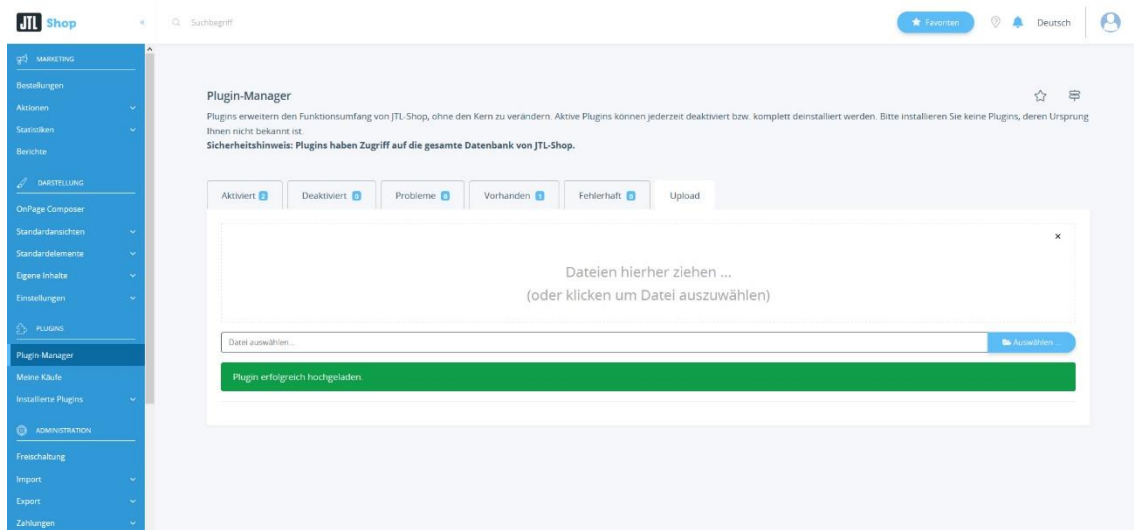 JTL Shop
«
Suchbegriff
Favoriten
Deutsch
MARKETING
Bestellungen
Aktionen
Statistiken
Berichte
DARSTELLUNG
OnPage Composer
Standardansichten
Standardelemente
Eigene Inhalte
Einstellungen
PLUGINS
Plugin-Manager
Meine Käufe
Installierte Plugins
ADMINISTRATION
Freischaltung
Import
Export
Zahlungen
Plugin-Manager
Plugins erweitern den Funktionsumfang von JTL-Shop, ohne den Kern zu verändern. Aktive Plugins können jederzeit deaktiviert bzw. komplett deinstalliert werden. Bitte installieren Sie keine Plugins, deren Ursprung
Ihnen nicht bekannt ist.
Sicherheitshinweis: Plugins haben Zugriff auf die gesamte Datenbank von JTL-Shop.
Aktiviert 2
Deaktiviert 0
Probleme 0
Vorhanden 1
Fehlerhaft 0
Upload
×
Dateien hierher ziehen ...
(oder klicken um Datei auszuwählen)
Datei auswählen...
Auswählen ...
Plugin erfolgreich hochgeladen.